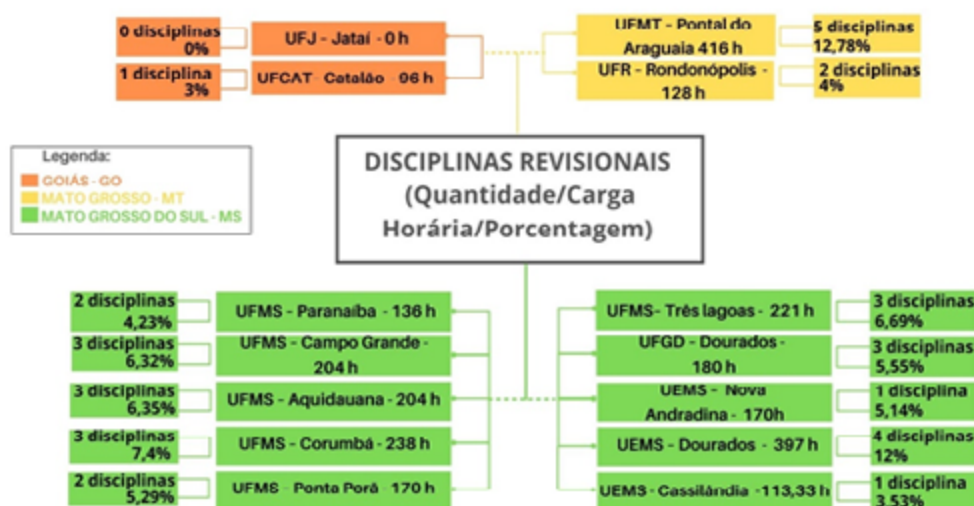 0 disciplinas
0%
UFJ - Jataí - 0 h
1 disciplina
3%
UFCAT- Catalão - 96 h
UFMT - Pontal do
Araguaia 416 h
5 disciplinas
12,78%
UFR - Rondonópolis -
128 h
2 disciplinas
4%
Legenda:
GOIÁS - GO
MATO GROSSO - MT
MATO GROSSO DO SUL - MS
DISCIPLINAS REVISIONAIS
(Quantidade/Carga
Horária/Porcentagem)
2 disciplinas
4,23%
UFMS - Paranaíba - 136 h
3 disciplinas
6,32%
UFMS - Campo Grande -
204 h
3 disciplinas
6,35%
UFMS - Aquidauana - 204 h
3 disciplinas
7,4%
UFMS - Corumbá - 238 h
2 disciplinas
5,29%
UFMS - Ponta Porã - 170 h
UFMS- Três lagoas - 221 h
3 disciplinas
6,69%
UFGD - Dourados -
180 h
3 disciplinas
5,55%
UEMS - Nova
Andradina - 170h
1 disciplina
5,14%
UEMS - Dourados - 397 h
4 disciplinas
12%
UEMS - Cassilândia -113,33 h
1 disciplina
3,53%